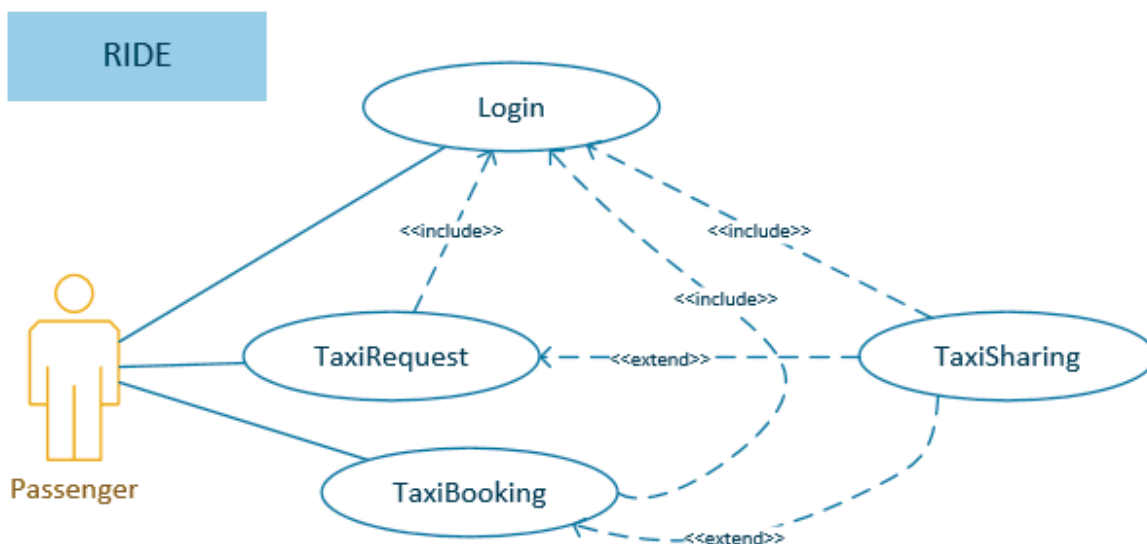 RIDE
Login
<<include>>
<<include>>
<<include>>
TaxiRequest
<<extend>>
TaxiSharing
Passenger
TaxiBooking
<<extend>>